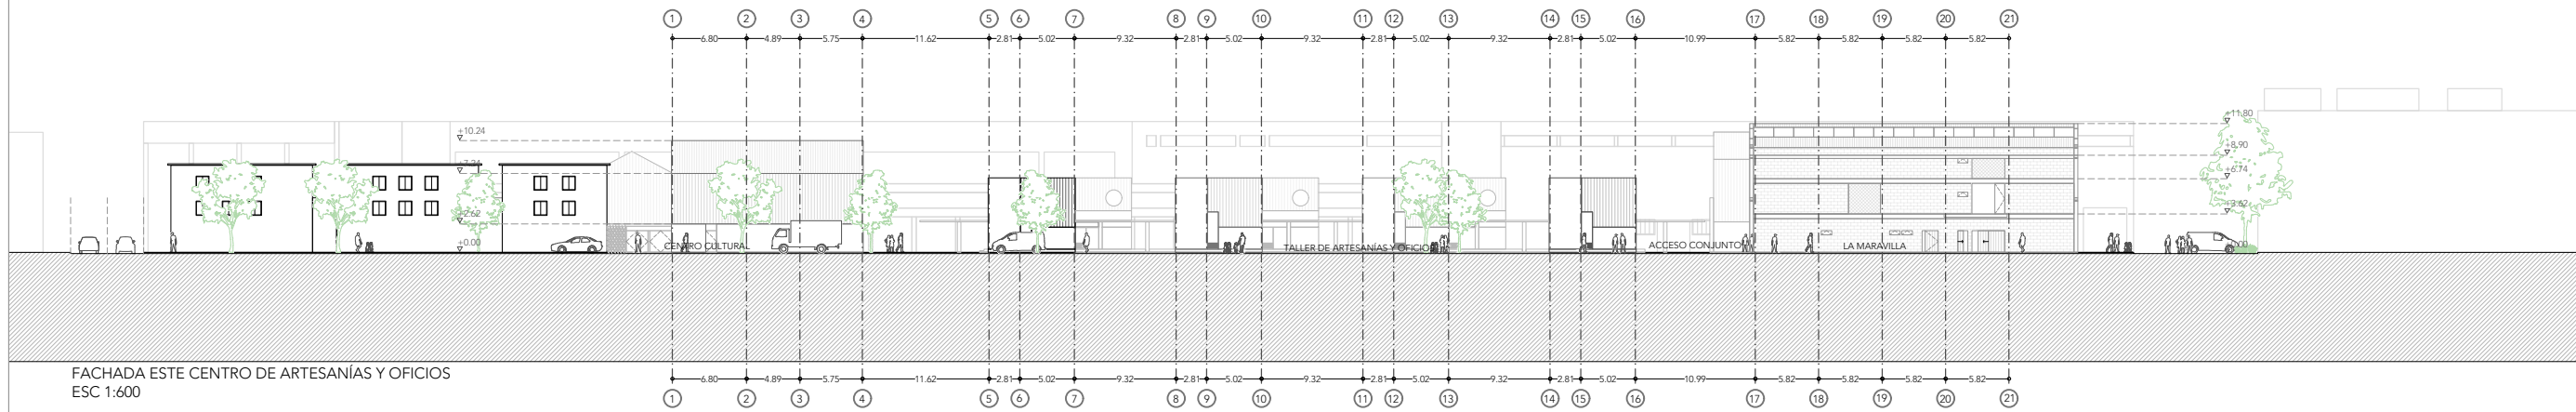 1 2 3 4 5 6 7 8 9 10 11 12 13 14 15 16 17 18 19 20 21
6.80 4.89 5.75 11.62 2.81 5.02 9.32 2.81 5.02 9.32 2.81 5.02 9.32 2.81 5.02 10.99 5.82 5.82 5.82 5.82
+10.24
+7.24
+2.62
+0.00
+11.80
+8.90
+6.74
+3.62
CENTRO CULTURAL
TALLER DE ARTESANÍAS Y OFICIOS
ACCESO CONJUNTO
LA MARAVILLA
FACHADA ESTE CENTRO DE ARTESANÍAS Y OFICIOS
ESC 1:600
6.80 4.89 5.75 11.62 2.81 5.02 9.32 2.81 5.02 9.32 2.81 5.02 9.32 2.81 5.02 10.99 5.82 5.82 5.82 5.82
1 2 3 4 5 6 7 8 9 10 11 12 13 14 15 16 17 18 19 20 21